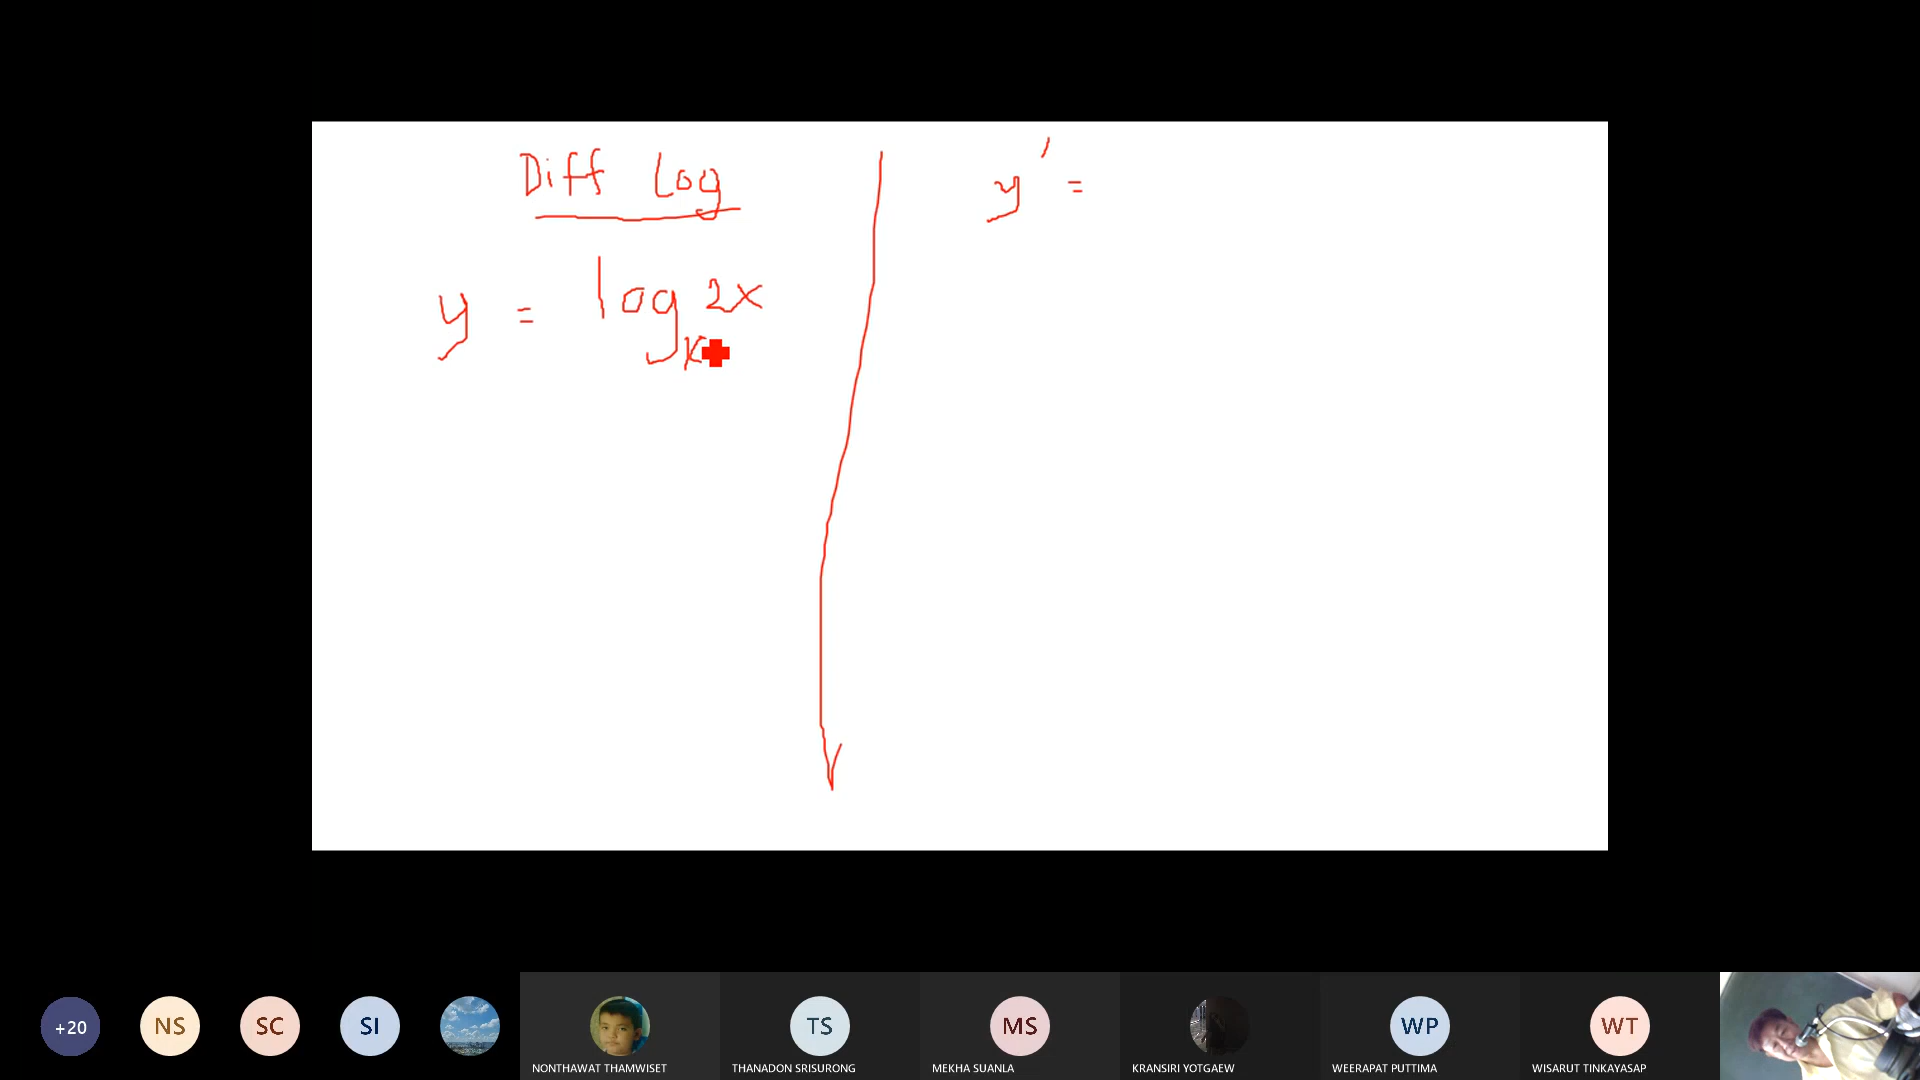 Diff log
y = log_K 2x
y' =
+20
NS
SC
SI
NONTHAWAT THAMWISET
TS
THANADON SRISURONG
MS
MEKHA SUANLA
KRANSIRI YOTGAEW
WP
WEERAPAT PUTTIMA
WT
WISARUT TINKAYASAP